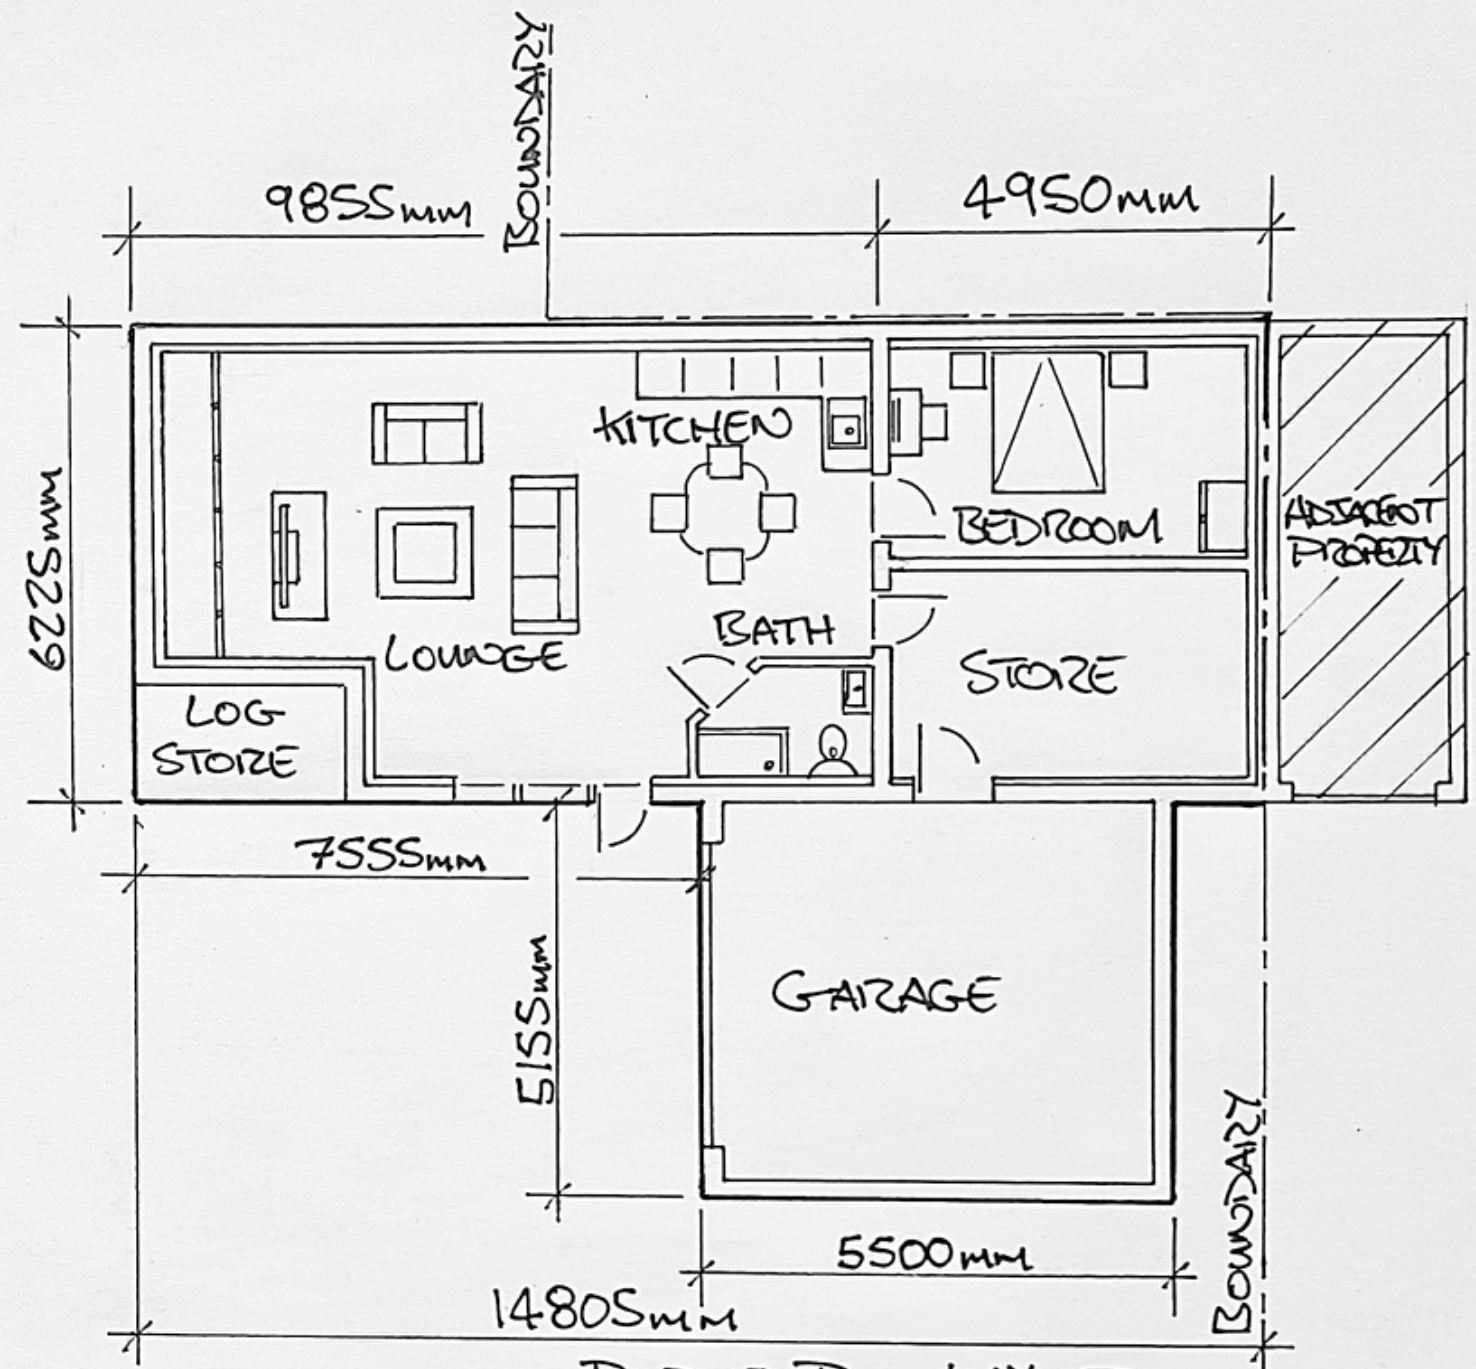 BOUNDARY
9855mm
4950mm
6225mm
KITCHEN
BEDROOM
ADJACENT
PROPERTY
LOUNGE
BATH
STORE
LOG
STORE
7555mm
5155mm
GARAGE
BOUNDARY
5500mm
14805mm